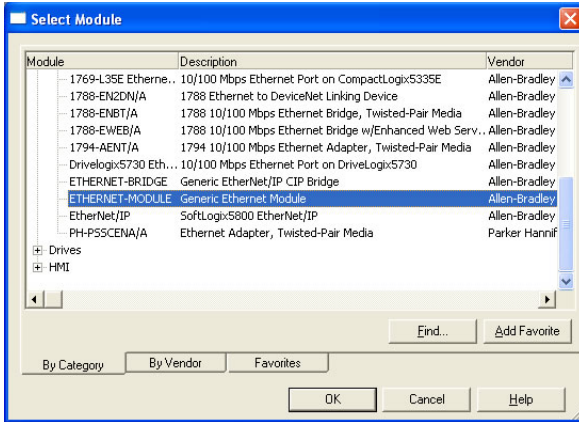 Select Module
Module Description Vendor
1769-L35E Etherne... 10/100 Mbps Ethernet Port on CompactLogix5335E Allen-Bradley
1788-EN2DN/A 1788 Ethernet to DeviceNet Linking Device Allen-Bradley
1788-ENBT/A 1788 10/100 Mbps Ethernet Bridge, Twisted-Pair Media Allen-Bradley
1788-EWEB/A 1788 10/100 Mbps Ethernet Bridge w/Enhanced Web Serv... Allen-Bradley
1794-AENT/A 1794 10/100 Mbps Ethernet Adapter, Twisted-Pair Media Allen-Bradley
Drivelogix5730 Eth... 10/100 Mbps Ethernet Port on DriveLogix5730 Allen-Bradley
ETHERNET-BRIDGE Generic EtherNet/IP CIP Bridge Allen-Bradley
ETHERNET-MODULE Generic Ethernet Module Allen-Bradley
EtherNet/IP SoftLogix5800 EtherNet/IP Allen-Bradley
PH-PSSCENA/A Ethernet Adapter, Twisted-Pair Media Parker Hannif
Drives
HMI
Find... Add Favorite
By Category By Vendor Favorites
OK Cancel Help